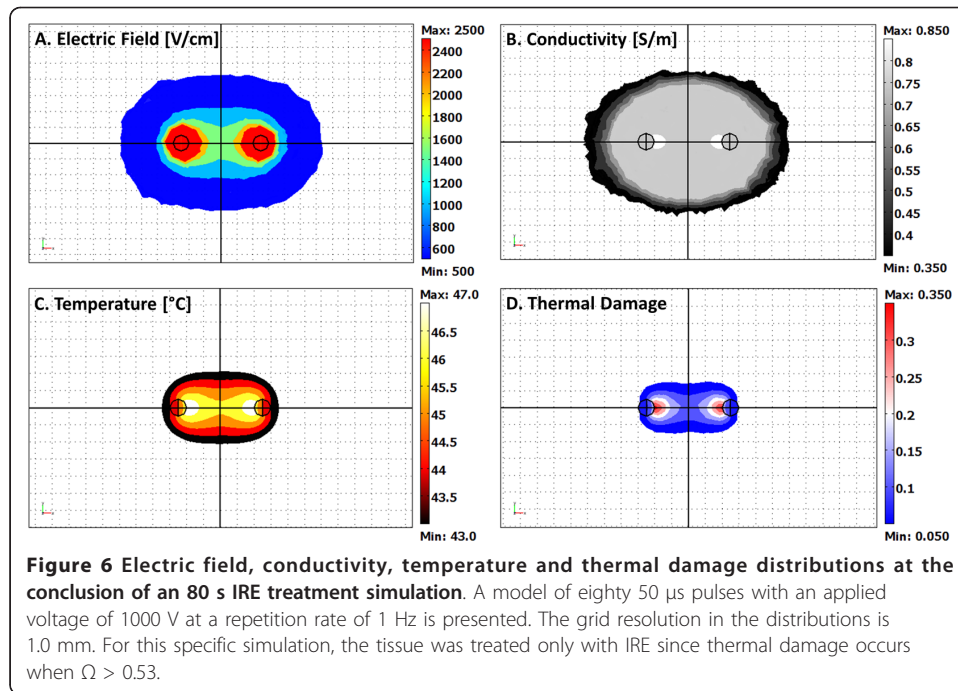 A. Electric Field [V/cm]
Max: 2500
2400
2200
2000
1800
1600
1400
1200
1000
800
600
Min: 500
B. Conductivity [S/m]
Max: 0.850
0.8
0.75
0.7
0.65
0.6
0.55
0.5
0.45
0.4
Min: 0.350
C. Temperature [°C]
Max: 47.0
46.5
46
45.5
45
44.5
44
43.5
Min: 43.0
D. Thermal Damage
Max: 0.350
0.3
0.25
0.2
0.15
0.1
Min: 0.050
Figure 6 Electric field, conductivity, temperature and thermal damage distributions at the
conclusion of an 80 s IRE treatment simulation. A model of eighty 50 μs pulses with an applied
voltage of 1000 V at a repetition rate of 1 Hz is presented. The grid resolution in the distributions is
1.0 mm. For this specific simulation, the tissue was treated only with IRE since thermal damage occurs
when Ω > 0.53.